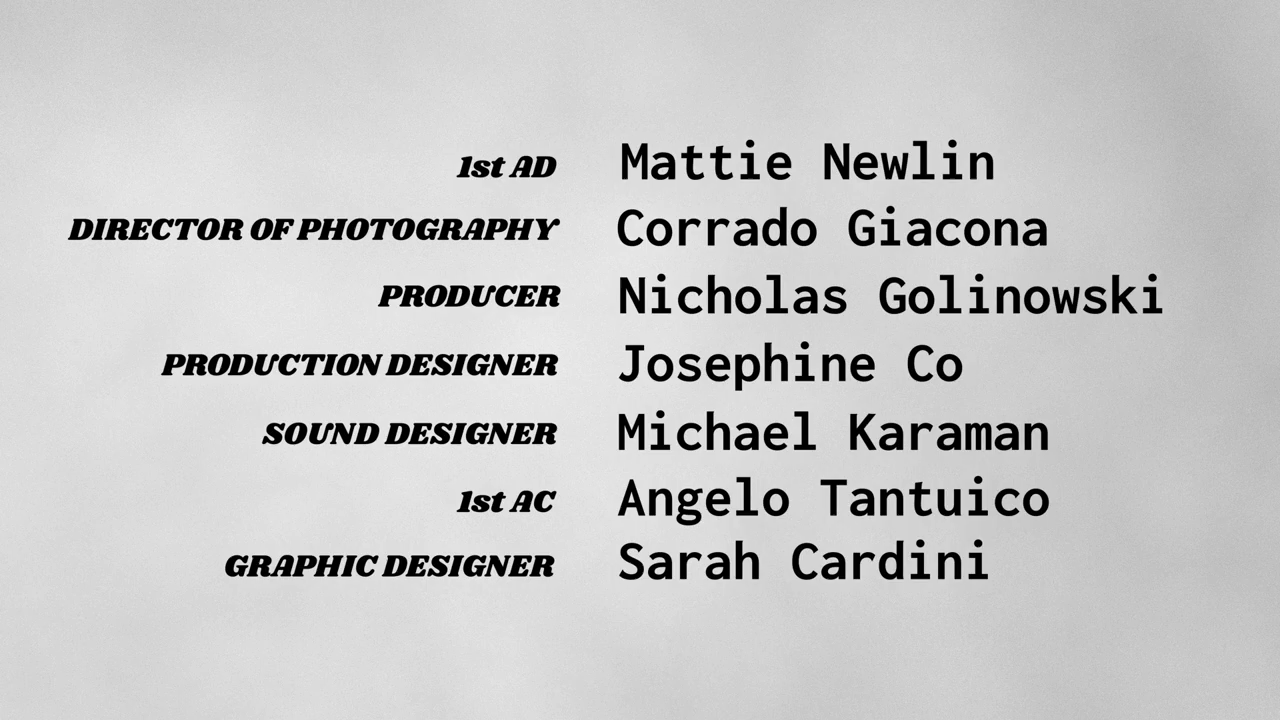 1st AD Mattie Newlin
DIRECTOR OF PHOTOGRAPHY Corrado Giacona
PRODUCER Nicholas Golinowski
PRODUCTION DESIGNER Josephine Co
SOUND DESIGNER Michael Karaman
1st AC Angelo Tantuico
GRAPHIC DESIGNER Sarah Cardini